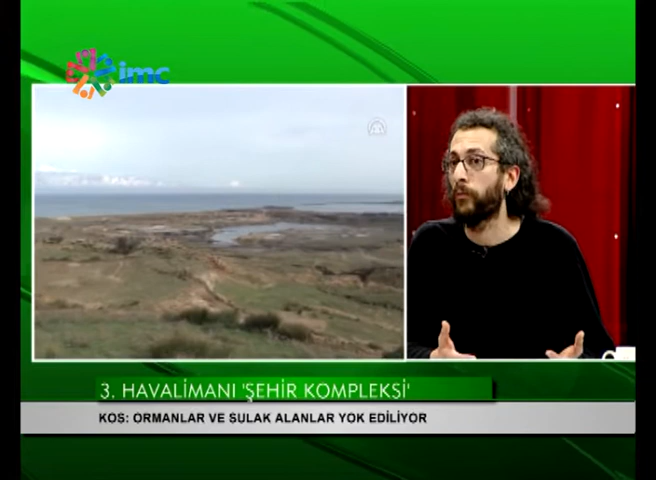 imc
3. HAVALİMANI 'ŞEHİR KOMPLEKSİ'
KOS: ORMANLAR VE SULAK ALANLAR YOK EDİLİYOR